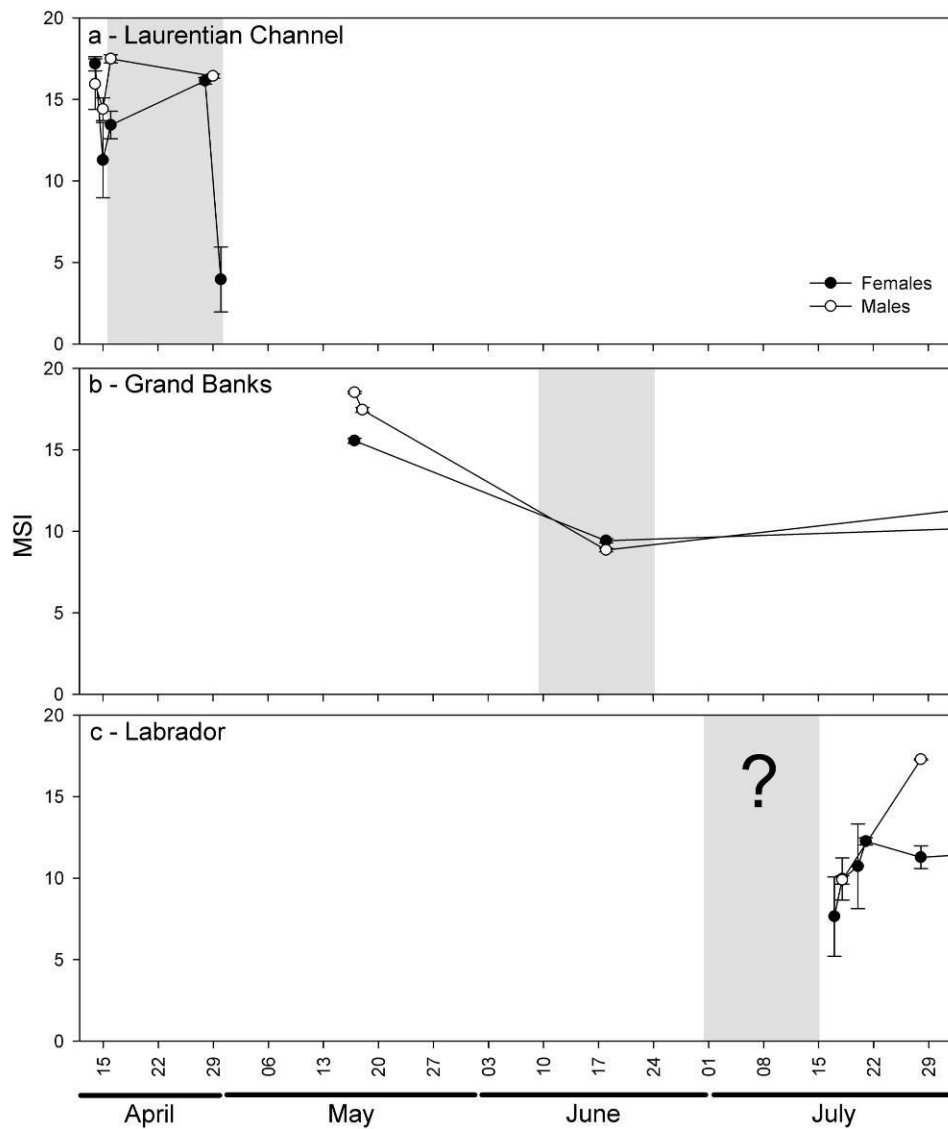 20
a - Laurentian Channel
15
10
5
0
Females
Males
20
b - Grand Banks
15
10
5
0
MSI
20
c - Labrador
?
15
10
5
0
15 22 29 06 13 20 27 03 10 17 24 01 08 15 22 29
April May June July